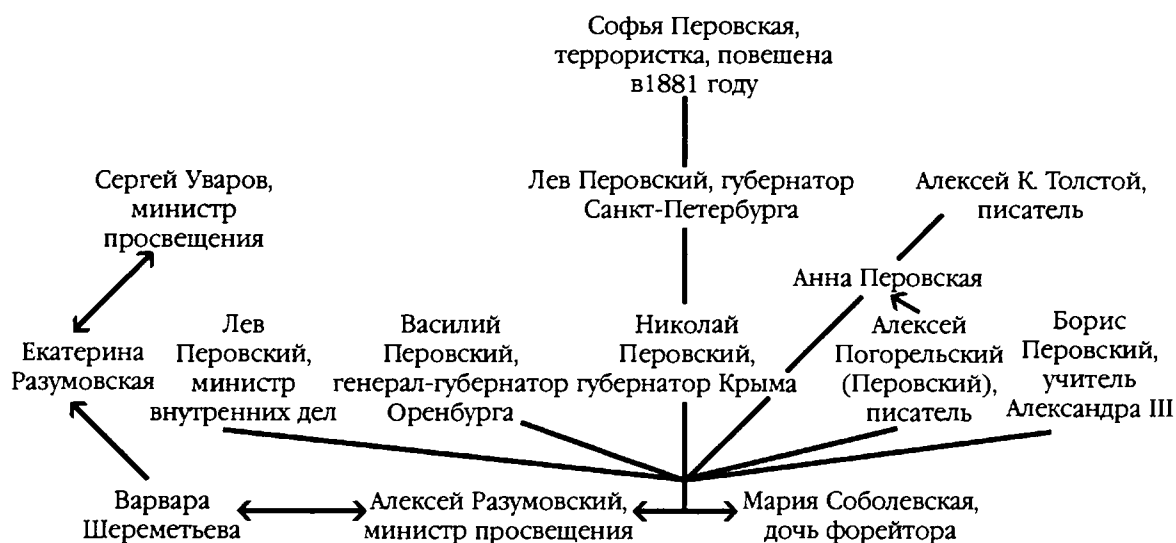 Софья Перовская,
террористка, повешена
в1881 году
Сергей Уваров,
министр
просвещения
Лев Перовский, губернатор
Санкт-Петербурга
Алексей К. Толстой,
писатель
Анна Перовская
Екатерина
Разумовская
Лев
Перовский,
министр
внутренних дел
Василий
Перовский,
генерал-губернатор
Оренбурга
Николай
Перовский,
губернатор Крыма
Алексей
Погорельский
(Перовский),
писатель
Борис
Перовский,
учитель
Александра III
Варвара
Шереметьева
Алексей Разумовский,
министр просвещения
Мария Соболевская,
дочь форейтора